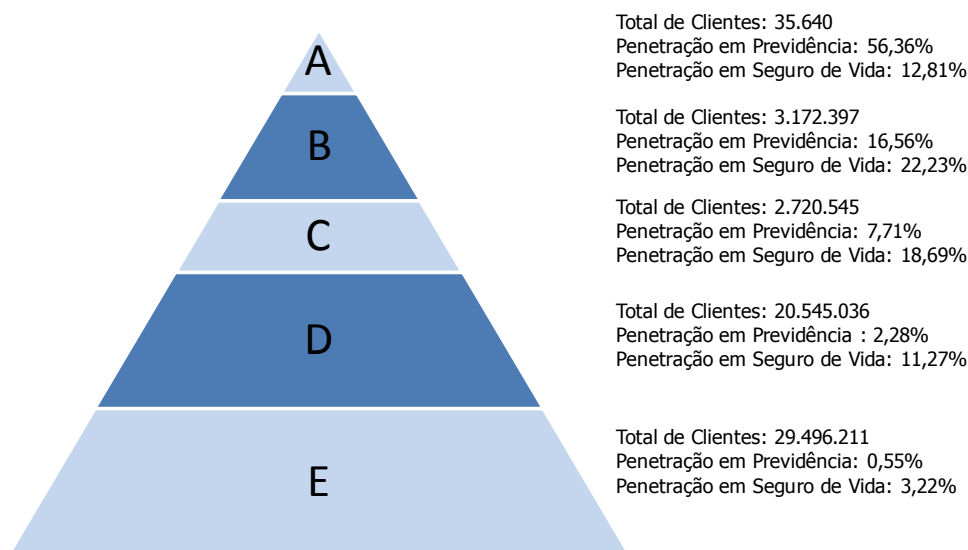 A
Total de Clientes: 35.640
Penetração em Previdência: 56,36%
Penetração em Seguro de Vida: 12,81%
B
Total de Clientes: 3.172.397
Penetração em Previdência: 16,56%
Penetração em Seguro de Vida: 22,23%
C
Total de Clientes: 2.720.545
Penetração em Previdência: 7,71%
Penetração em Seguro de Vida: 18,69%
D
Total de Clientes: 20.545.036
Penetração em Previdência : 2,28%
Penetração em Seguro de Vida: 11,27%
E
Total de Clientes: 29.496.211
Penetração em Previdência: 0,55%
Penetração em Seguro de Vida: 3,22%